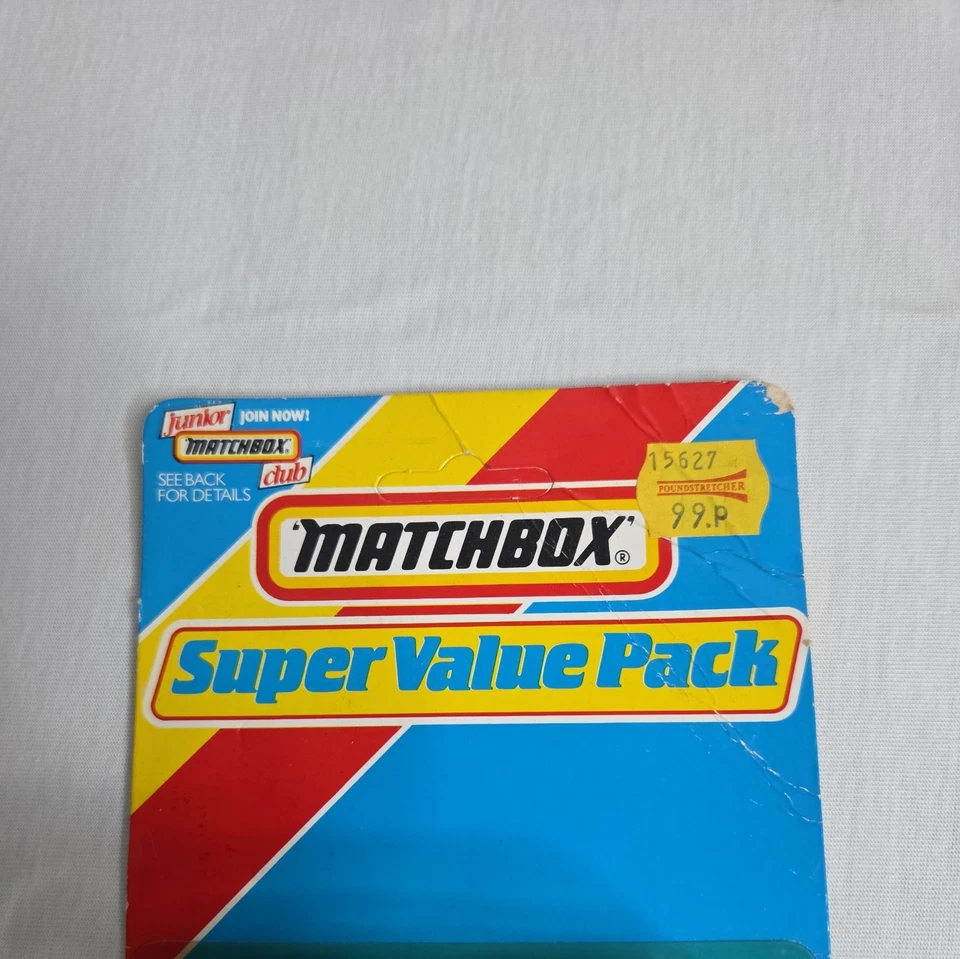 junior JOIN NOW!
'MATCHBOX'
club
SEE BACK
FOR DETAILS
15627
POUNDSTRETCHER
99.P
'MATCHBOX'®
Super Value Pack